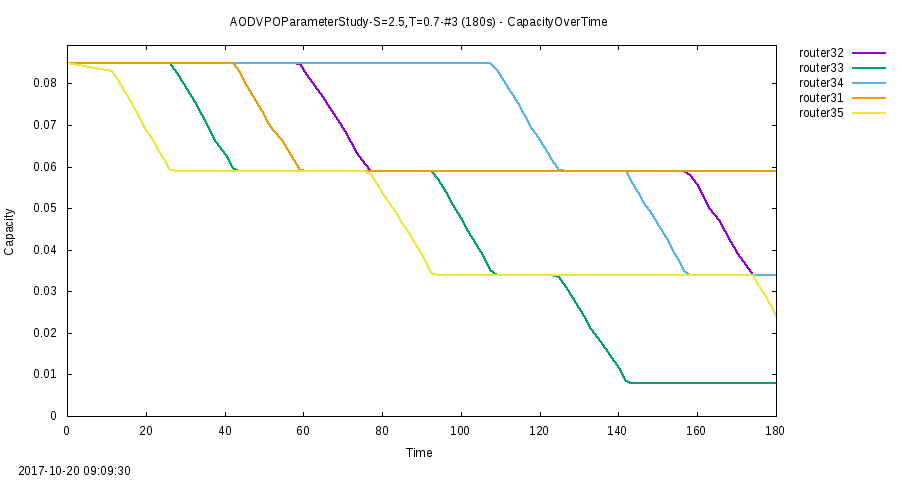 AODVPOParameterStudy-S=2.5,T=0.7-#3 (180s) - CapacityOverTime
router32
router33
router34
router31
router35
0.08
0.07
0.06
0.05
0.04
0.03
0.02
0.01
0
Capacity
0 20 40 60 80 100 120 140 160 180
Time
2017-10-20 09:09:30